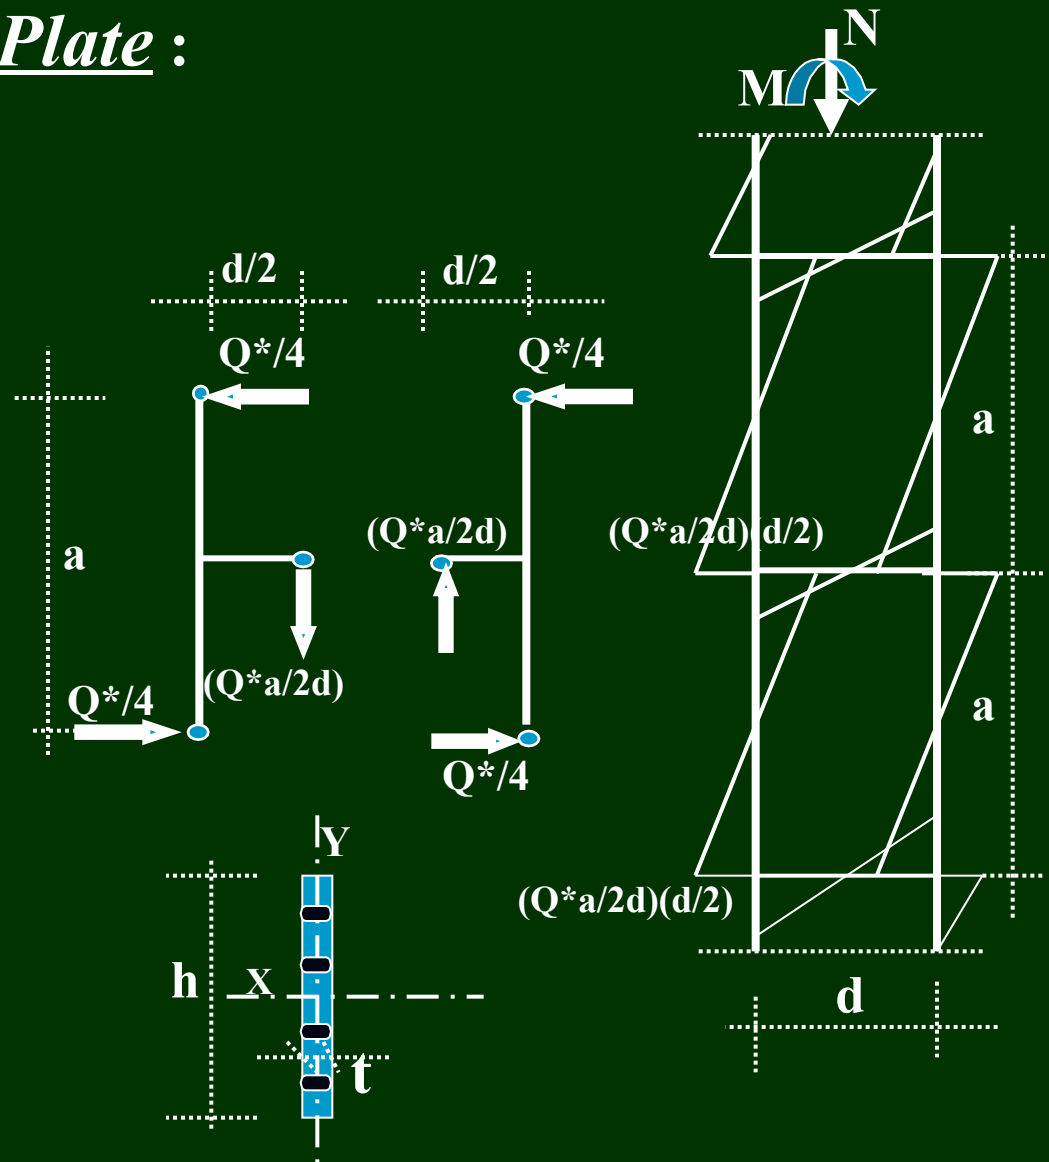 Plate :
N
M
d/2
d/2
Q*/4
Q*/4
a
a
(Q*a/2d)
(Q*a/2d)(d/2)
(Q*a/2d)
Q*/4
Q*/4
a
Y
(Q*a/2d)(d/2)
h
X
d
t